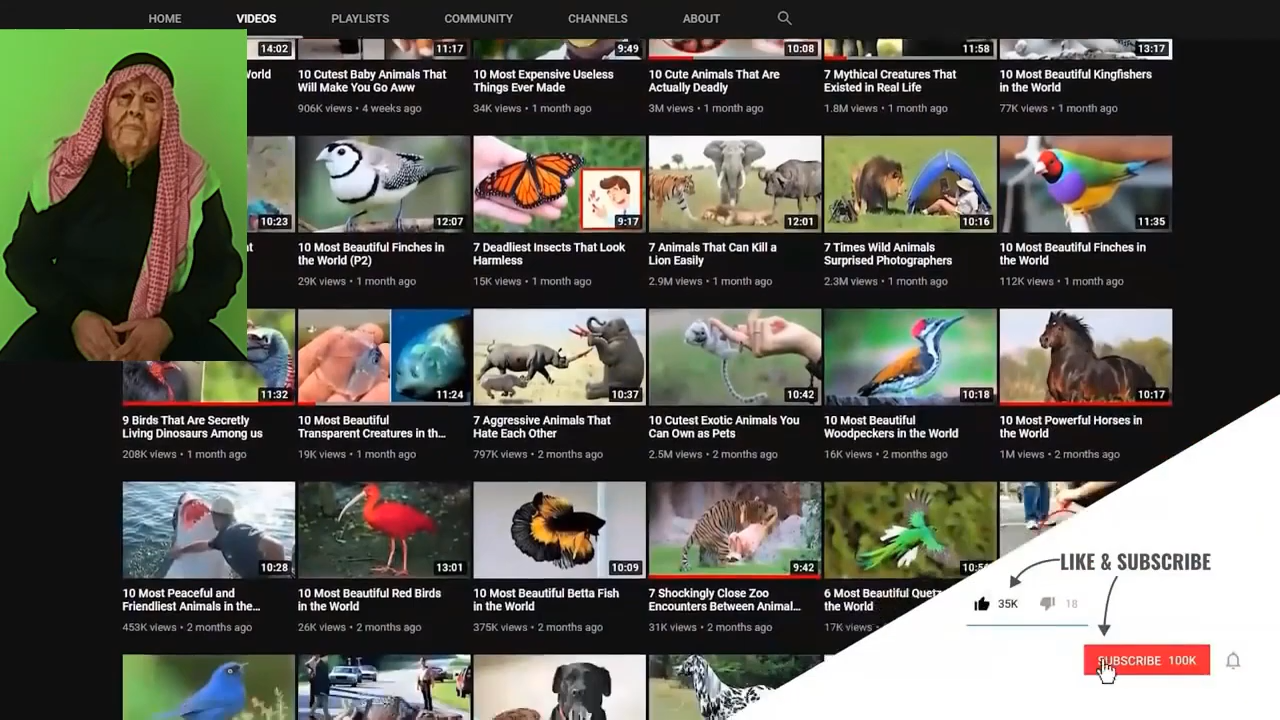 HOME VIDEOS PLAYLISTS COMMUNITY CHANNELS ABOUT
14:02 11:17 9:49 10:08 11:58 13:17
World 10 Cutest Baby Animals That 10 Most Expensive Useless 10 Cute Animals That Are 7 Mythical Creatures That 10 Most Beautiful Kingfishers
Will Make You Go Aww Things Ever Made Actually Deadly Existed in Real Life in the World
906K views • 4 weeks ago 34K views • 1 month ago 3M views • 1 month ago 1.8M views • 1 month ago 77K views • 1 month ago
10:23 12:07 9:17 12:01 10:16 11:35
10 Most Beautiful Finches in 7 Deadliest Insects That Look 7 Animals That Can Kill a 7 Times Wild Animals 10 Most Beautiful Finches in
the World (P2) Harmless Lion Easily Surprised Photographers the World
29K views • 1 month ago 15K views • 1 month ago 2.9M views • 1 month ago 2.3M views • 1 month ago 112K views • 1 month ago
11:32 11:24 10:37 10:42 10:18 10:17
9 Birds That Are Secretly 10 Most Beautiful 7 Aggressive Animals That 10 Cutest Exotic Animals You 10 Most Beautiful 10 Most Powerful Horses in
Living Dinosaurs Among us Transparent Creatures in th... Hate Each Other Can Own as Pets Woodpeckers in the World the World
208K views • 1 month ago 19K views • 1 month ago 797K views • 2 months ago 2.5M views • 2 months ago 16K views • 2 months ago 1M views • 2 months ago
10:28 13:01 10:09 9:42
10 Most Peaceful and 10 Most Beautiful Red Birds 10 Most Beautiful Betta Fish 7 Shockingly Close Zoo 6 Most Beautiful
Friendliest Animals in the... in the World in the World Encounters Between Animal... the World
453K views • 2 months ago 26K views • 2 months ago 375K views • 2 months ago 31K views • 2 months ago 17K views
LIKE & SUBSCRIBE
35K 18
SUBSCRIBE 100K